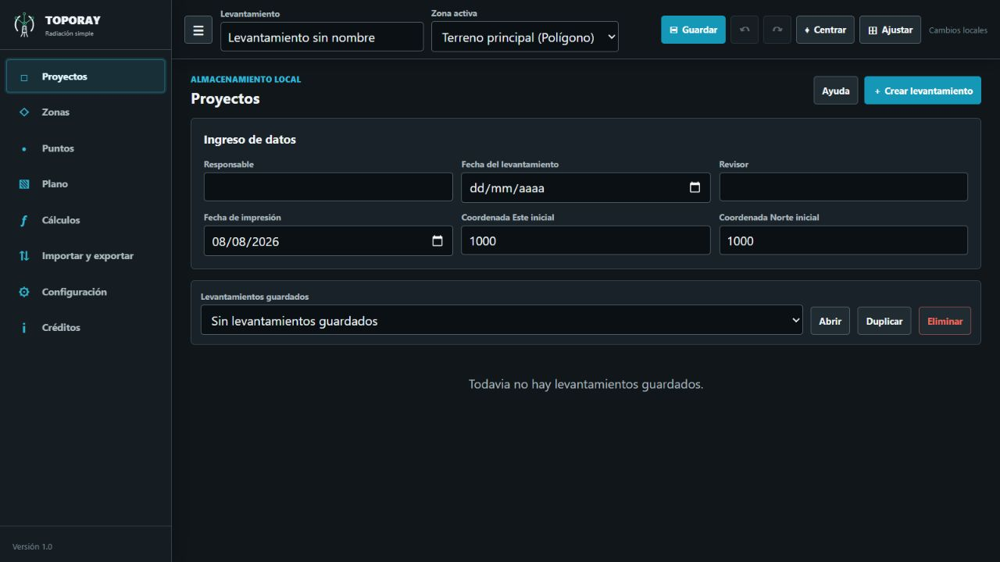 TOPORAY
Radiación simple
Proyectos
Zonas
Puntos
Plano
Cálculos
Importar y exportar
Configuración
Créditos
Versión 1.0
Levantamiento
Levantamiento sin nombre
Zona activa
Terreno principal (Polígono)
Guardar
Centrar
Ajustar
Cambios locales
ALMACENAMIENTO LOCAL
Proyectos
Ayuda
+ Crear levantamiento
Ingreso de datos
Responsable
Fecha del levantamiento
dd/mm/aaaa
Revisor
Fecha de impresión
08/08/2026
Coordenada Este inicial
1000
Coordenada Norte inicial
1000
Levantamientos guardados
Sin levantamientos guardados
Abrir
Duplicar
Eliminar
Todavia no hay levantamientos guardados.